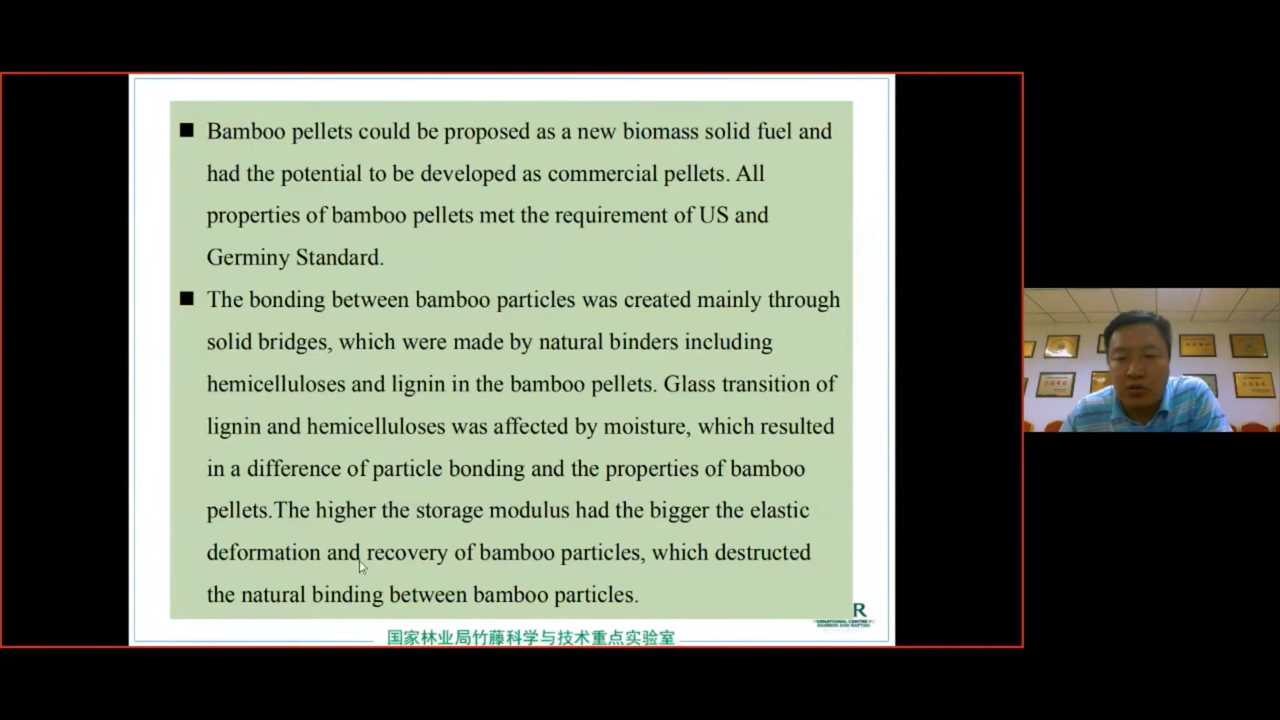 Bamboo pellets could be proposed as a new biomass solid fuel and
had the potential to be developed as commercial pellets. All
properties of bamboo pellets met the requirement of US and
Germiny Standard.
The bonding between bamboo particles was created mainly through
solid bridges, which were made by natural binders including
hemicelluloses and lignin in the bamboo pellets. Glass transition of
lignin and hemicelluloses was affected by moisture, which resulted
in a difference of particle bonding and the properties of bamboo
pellets.The higher the storage modulus had the bigger the elastic
deformation and recovery of bamboo particles, which destructed
the natural binding between bamboo particles.
R
BAMBOO AND RATTAN
国家林业局竹藤科学与技术重点实验室